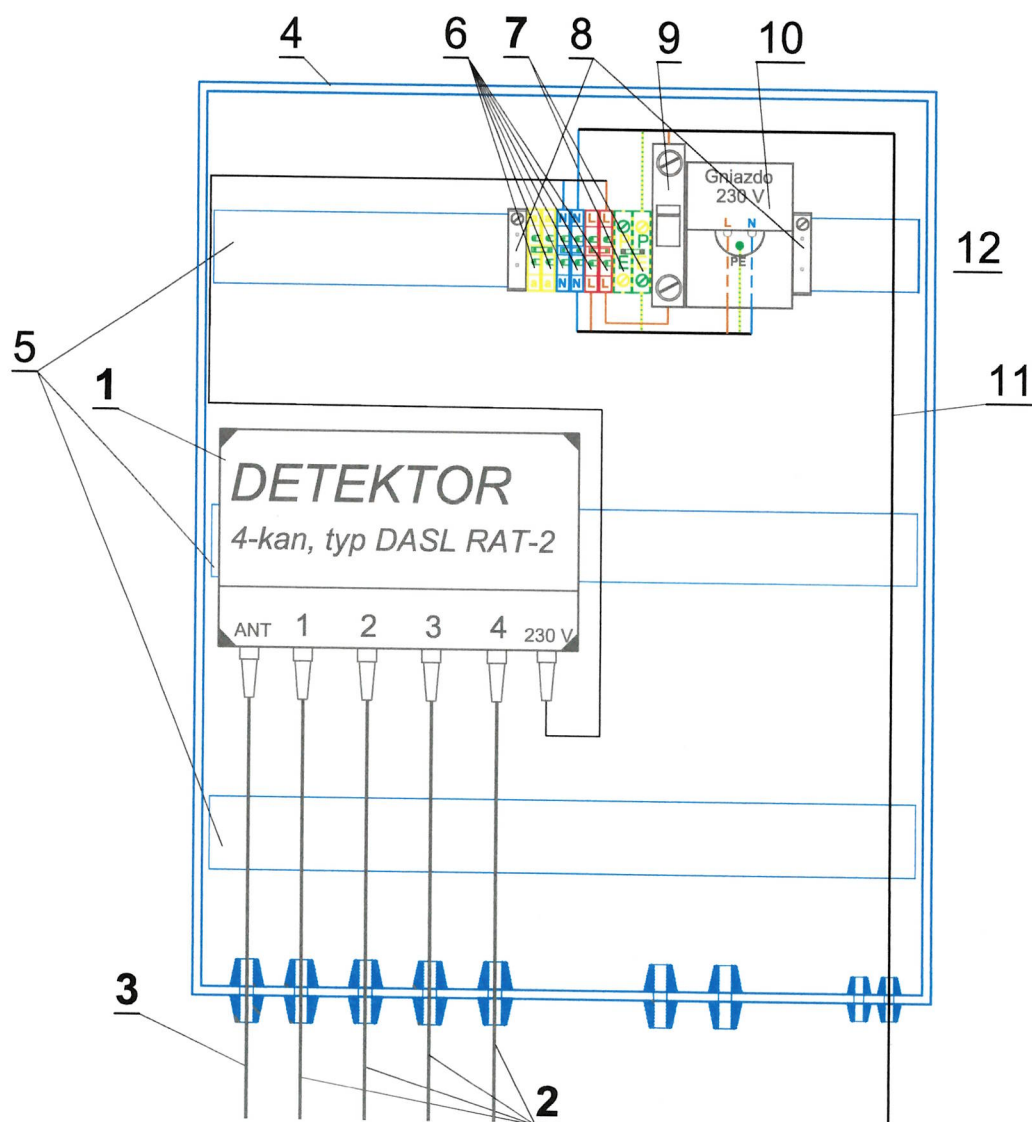 4 6 7 8 9 10
Gniazdo
230 V
L N
PE
N N L L
P P
E E
N N L L
12
5
1
11
DETEKTOR
4-kan, typ DASL RAT-2
ANT 1 2 3 4 230 V
3
2